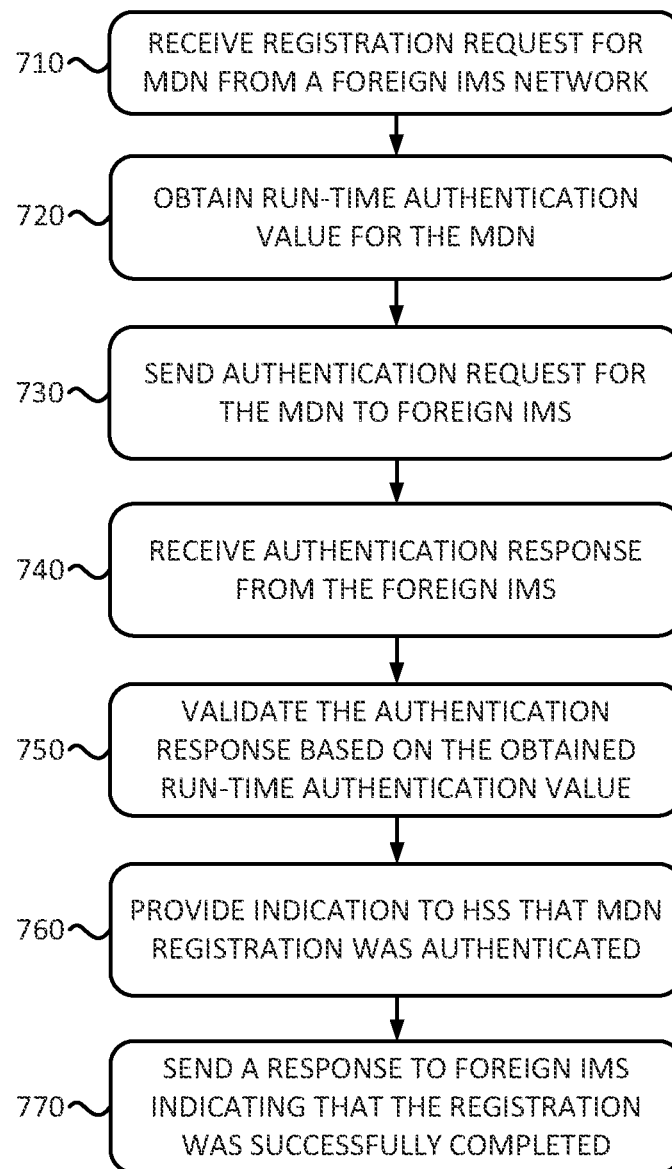 710
RECEIVE REGISTRATION REQUEST FOR
MDN FROM A FOREIGN IMS NETWORK
720
OBTAIN RUN-TIME AUTHENTICATION
VALUE FOR THE MDN
730
SEND AUTHENTICATION REQUEST FOR
THE MDN TO FOREIGN IMS
740
RECEIVE AUTHENTICATION RESPONSE
FROM THE FOREIGN IMS
750
VALIDATE THE AUTHENTICATION
RESPONSE BASED ON THE OBTAINED
RUN-TIME AUTHENTICATION VALUE
760
PROVIDE INDICATION TO HSS THAT MDN
REGISTRATION WAS AUTHENTICATED
770
SEND A RESPONSE TO FOREIGN IMS
INDICATING THAT THE REGISTRATION
WAS SUCCESSFULLY COMPLETED